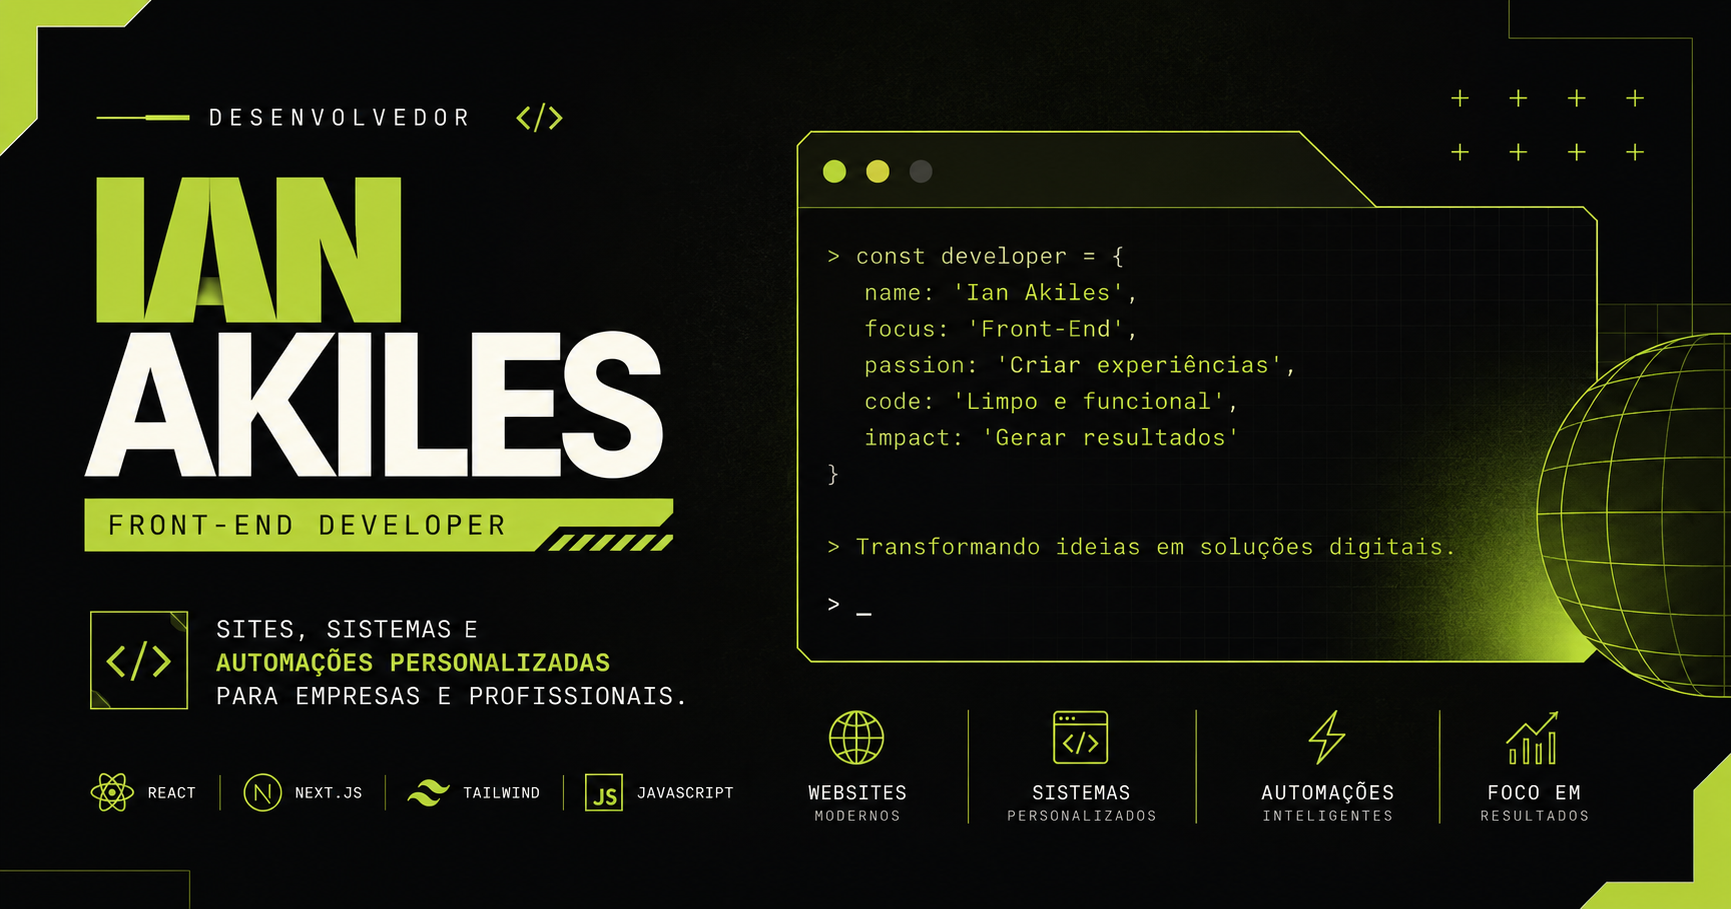 DESENVOLVEDOR </>
IAN
AKILES
FRONT-END DEVELOPER
</>
SITES, SISTEMAS E
AUTOMAÇÕES PERSONALIZADAS
PARA EMPRESAS E PROFISSIONAIS.
REACT
N NEXT.JS
TAILWIND
JS JAVASCRIPT
> const developer = {
name: 'Ian Akiles',
focus: 'Front-End',
passion: 'Criar experiências',
code: 'Limpo e funcional',
impact: 'Gerar resultados'
}
> Transformando ideias em soluções digitais.
> _
WEBSITES
MODERNOS
</>
SISTEMAS
PERSONALIZADOS
AUTOMAÇÕES
INTELIGENTES
FOCO EM
RESULTADOS